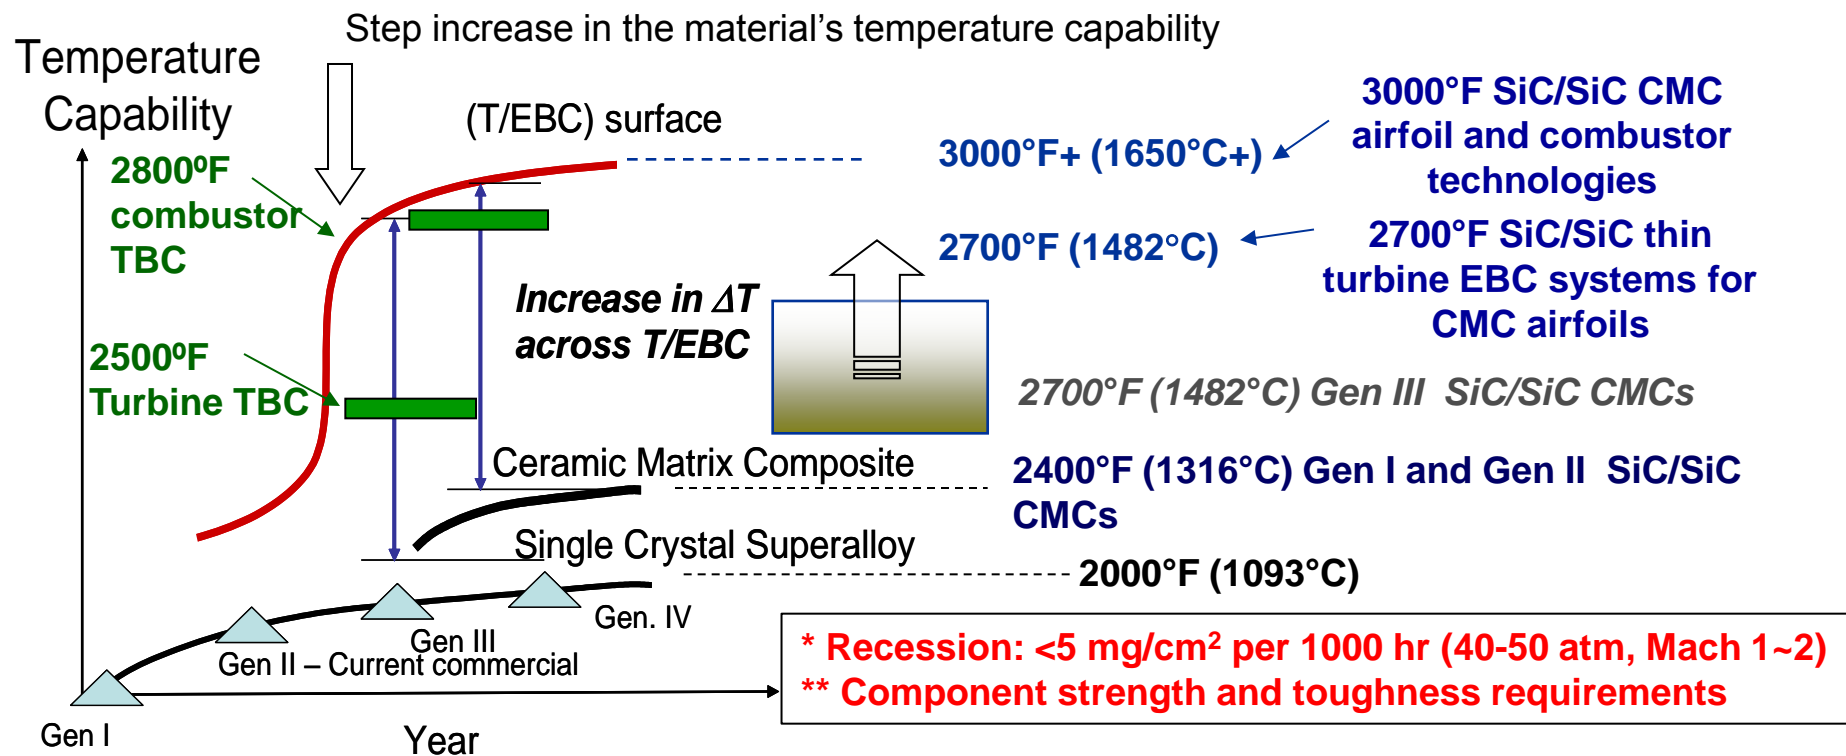 Step increase in the material's temperature capability
Temperature
Capability
(T/EBC) surface
2800ºF
combustor
TBC
2500ºF
Turbine TBC
Increase in ΔT
across T/EBC
3000°F+ (1650°C+)
3000°F SiC/SiC CMC
airfoil and combustor
technologies
2700°F (1482°C)
2700°F SiC/SiC thin
turbine EBC systems for
CMC airfoils
2700°F (1482°C) Gen III SiC/SiC CMCs
Ceramic Matrix Composite
2400°F (1316°C) Gen I and Gen II SiC/SiC
CMCs
Single Crystal Superalloy
2000°F (1093°C)
Gen. IV
Gen III
Gen II – Current commercial
Gen I
Year
* Recession: <5 mg/cm² per 1000 hr (40-50 atm, Mach 1~2)
** Component strength and toughness requirements